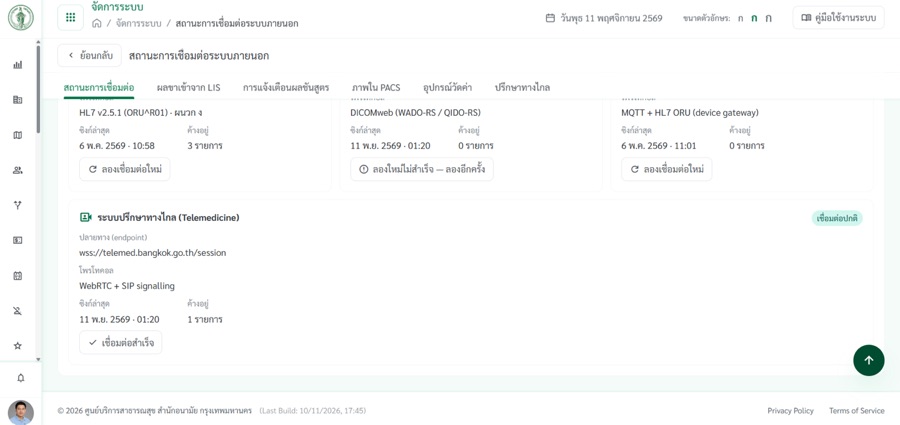 จัดการระบบ
จัดการระบบ / สถานะการเชื่อมต่อระบบภายนอก
วันพุธ 11 พฤศจิกายน 2569
ขนาดตัวอักษร: ก ก ก
คู่มือใช้งานระบบ
ย้อนกลับ
สถานะการเชื่อมต่อระบบภายนอก
สถานะการเชื่อมต่อ
ผลขาเข้าจาก LIS
การแจ้งเตือนผลชันสูตร
ภาพใน PACS
อุปกรณ์วัดค่า
ปรึกษาทางไกล
HL7 v2.5.1 (ORU^R01) · ผนวก ง
ซิงก์ล่าสุด ค้างอยู่
6 พ.ค. 2569 · 10:58 3 รายการ
ลองเชื่อมต่อใหม่
DICOMweb (WADO-RS / QIDO-RS)
ซิงก์ล่าสุด ค้างอยู่
11 พ.ย. 2569 · 01:20 0 รายการ
ลองใหม่ไม่สำเร็จ — ลองอีกครั้ง
MQTT + HL7 ORU (device gateway)
ซิงก์ล่าสุด ค้างอยู่
6 พ.ค. 2569 · 11:01 0 รายการ
ลองเชื่อมต่อใหม่
ระบบปรึกษาทางไกล (Telemedicine)
เชื่อมต่อปกติ
ปลายทาง (endpoint)
wss://telemed.bangkok.go.th/session
โพรโทคอล
WebRTC + SIP signalling
ซิงก์ล่าสุด ค้างอยู่
11 พ.ย. 2569 · 01:20 1 รายการ
เชื่อมต่อสำเร็จ
© 2026 ศูนย์บริการสาธารณสุข สำนักอนามัย กรุงเทพมหานคร (Last Build: 10/11/2026, 17:45)
Privacy Policy Terms of Service